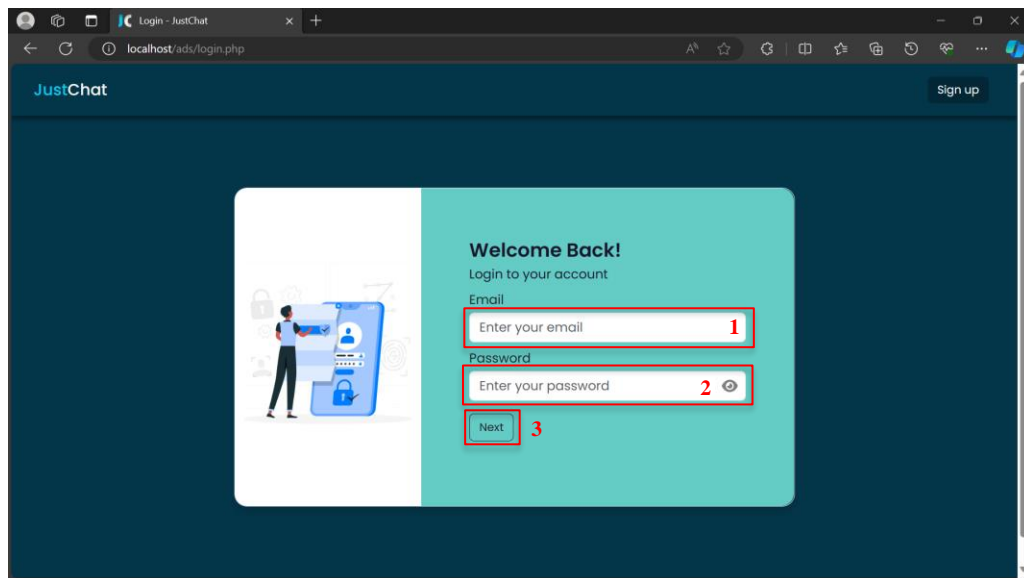 Login - JustChat
localhost/ads/login.php
JustChat
Sign up
Welcome Back!
Login to your account
Email
Enter your email 1
Password
Enter your password 2
Next 3